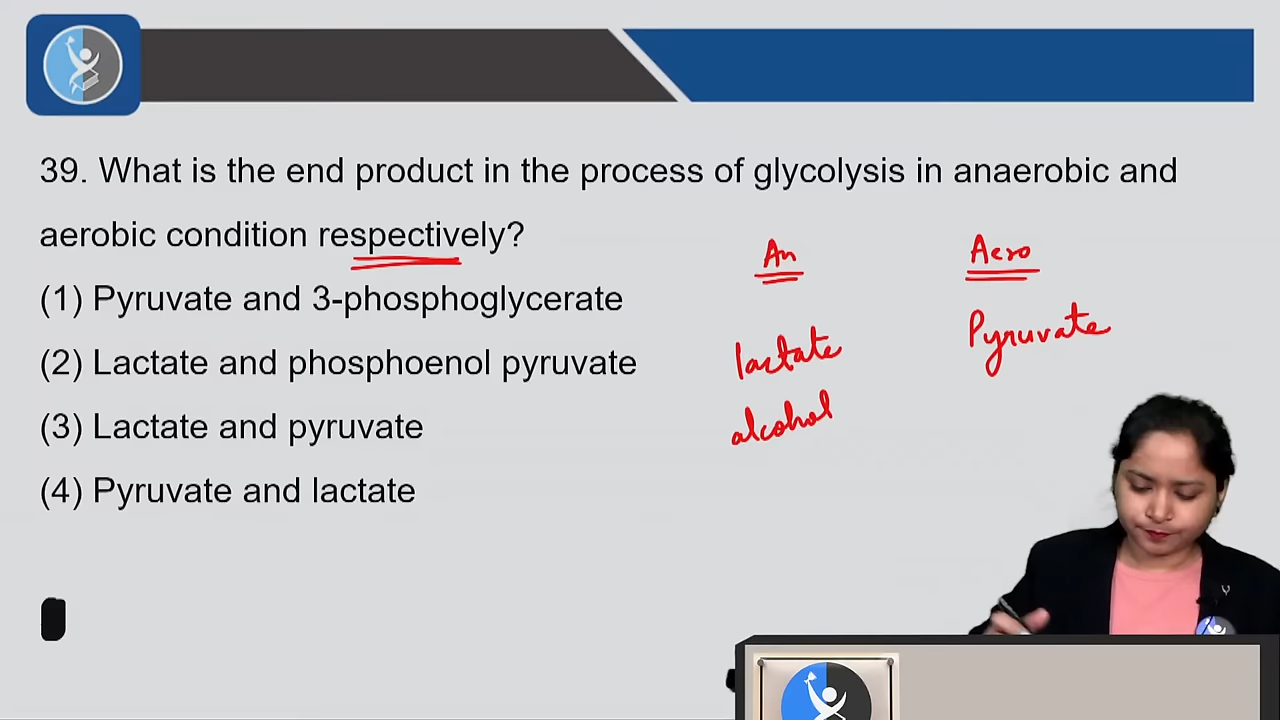 39. What is the end product in the process of glycolysis in anaerobic and
aerobic condition respectively?
(1) Pyruvate and 3-phosphoglycerate
(2) Lactate and phosphoenol pyruvate
(3) Lactate and pyruvate
(4) Pyruvate and lactate
An
Aero
lactate
Pyruvate
alcohol